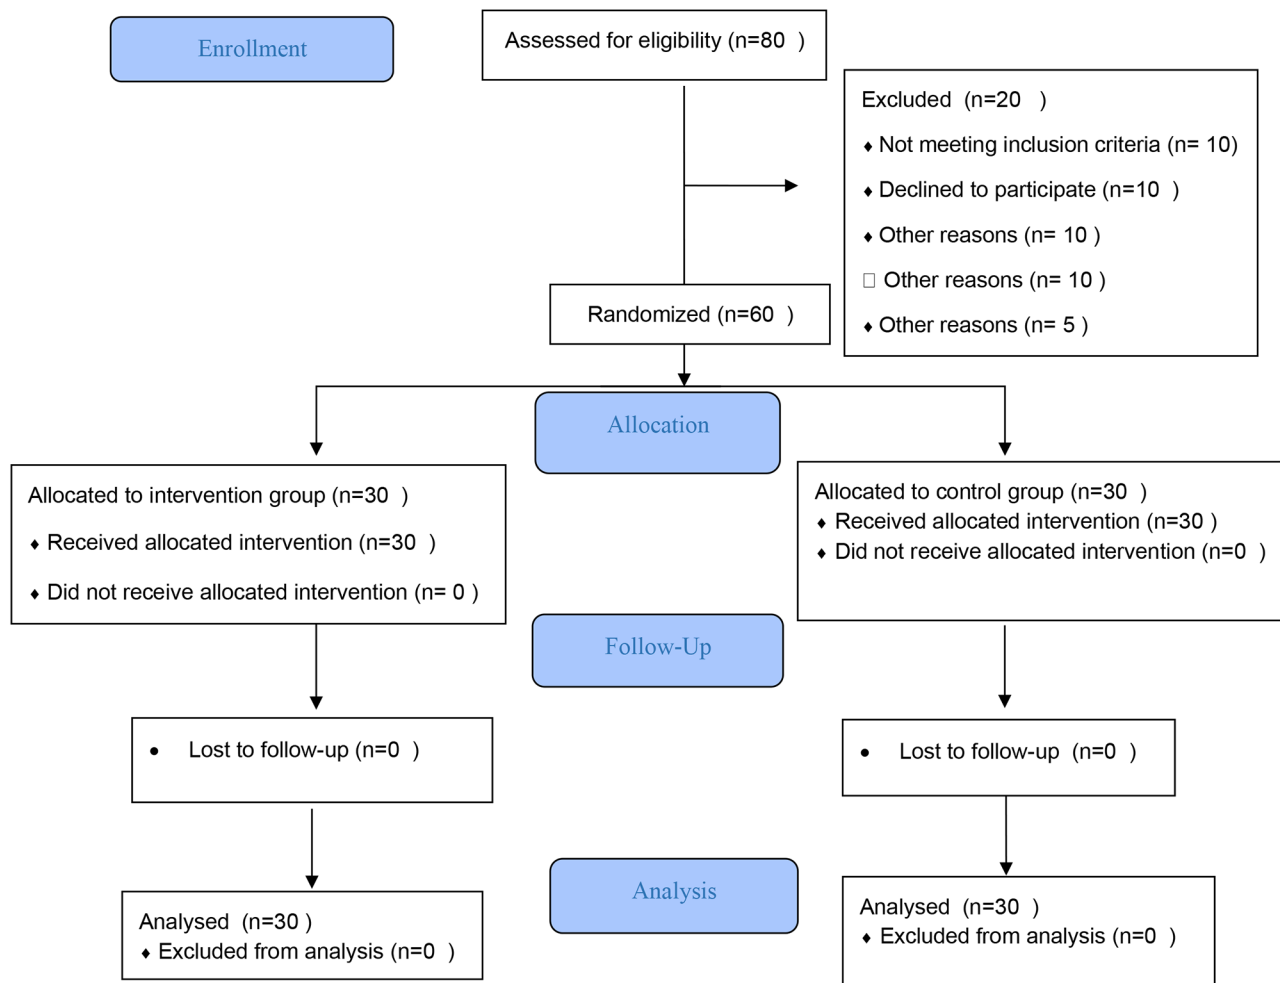 Enrollment
Assessed for eligibility (n=80  )
Excluded  (n=20   )
♦ Not meeting inclusion criteria (n= 10)
♦ Declined to participate (n=10  )
♦ Other reasons (n= 10 )
□ Other reasons (n= 10 )
♦ Other reasons (n= 5 )
Randomized (n=60  )
Allocation
Allocated to intervention group (n=30  )
♦ Received allocated intervention (n=30  )
♦ Did not receive allocated intervention (n= 0 )
Allocated to control group (n=30  )
♦ Received allocated intervention (n=30 )
♦ Did not receive allocated intervention (n=0  )
Follow-Up
• Lost to follow-up (n=0  )
• Lost to follow-up  (n=0  )
Analysis
Analysed  (n=30 )
♦ Excluded from analysis (n=0  )
Analysed  (n=30 )
♦ Excluded from analysis (n=0  )